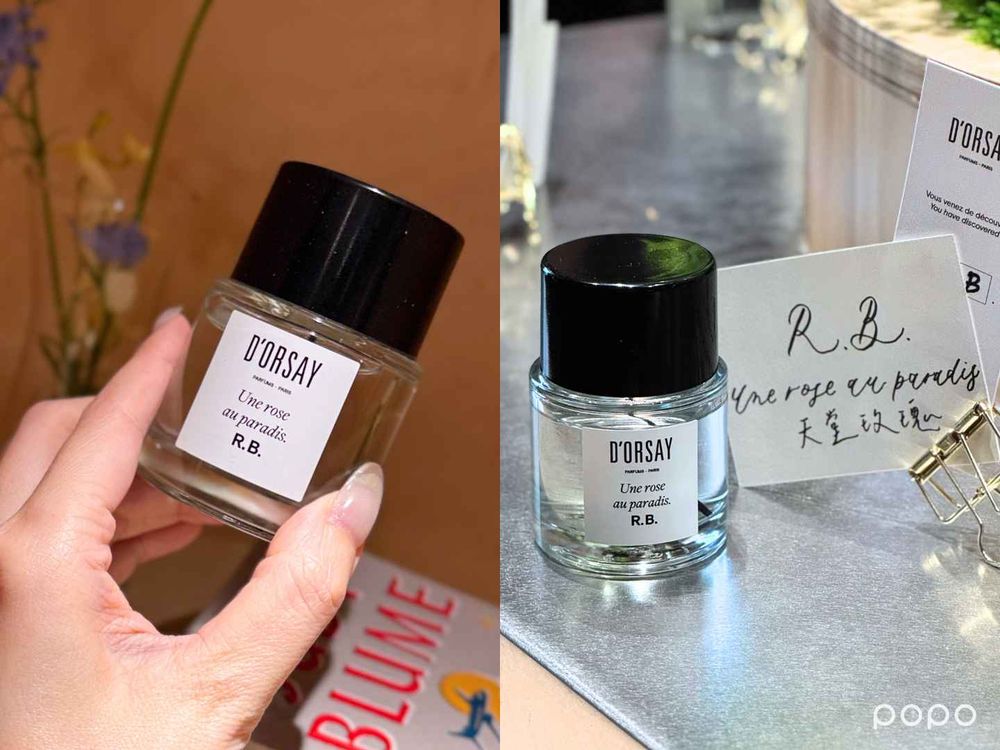 D'ORSAY
PARFUMS - PARIS
Une rose
au paradis.
R.B.
BLUME
D'ORSAY
PARFUMS - PARIS
Une rose
au paradis.
R.B.
R.B.
une rose au paradis
天堂玫瑰
D'ORSA
PARFUMS - PARIS
Vous venez de découv
You have discovered
B.
popo